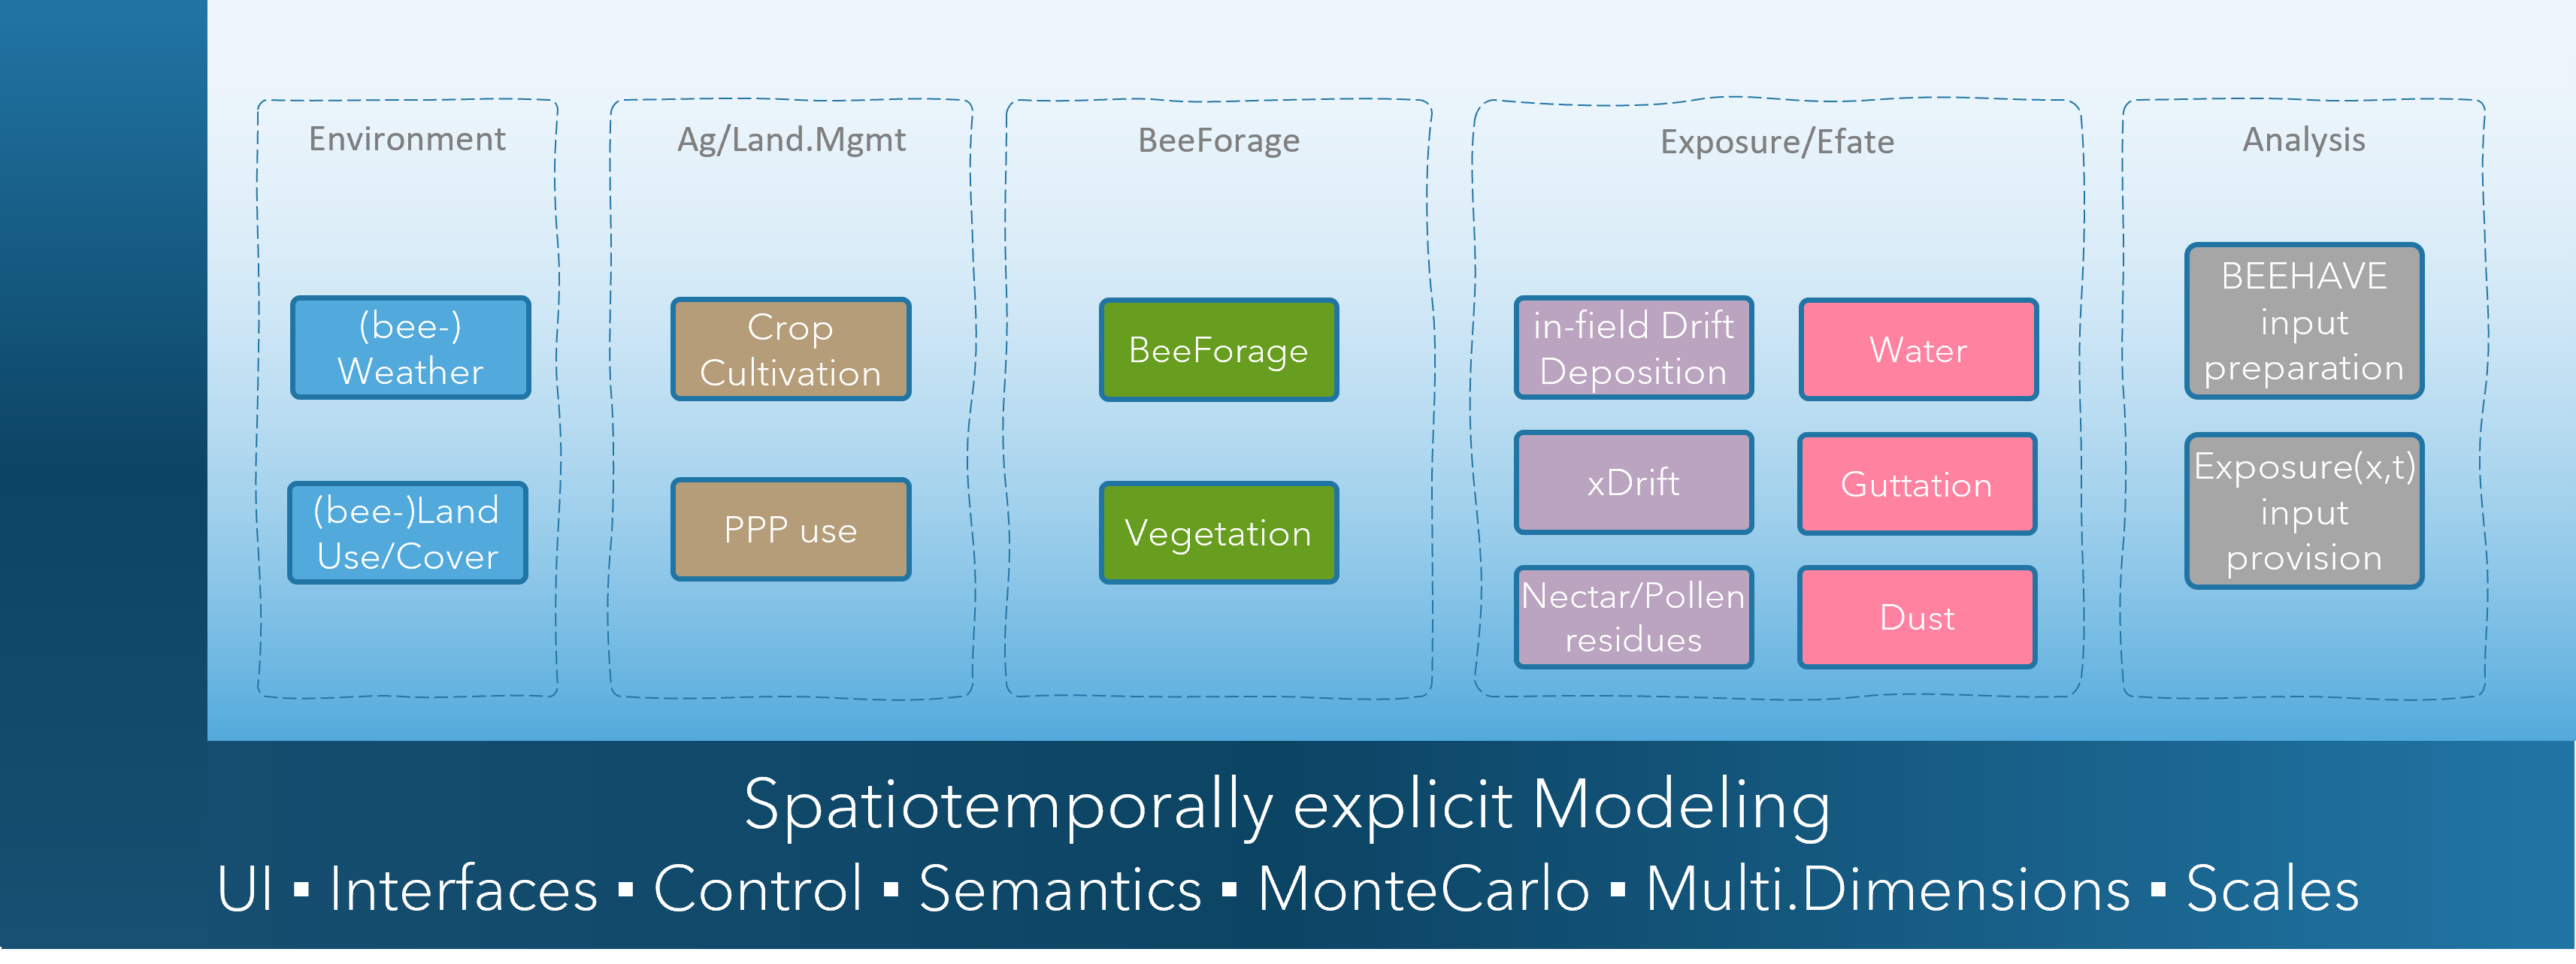 Environment
(bee-)
Weather
(bee-)Land
Use/Cover
Ag/Land.Mgmt
Crop
Cultivation
PPP use
BeeForage
BeeForage
Vegetation
Exposure/Efate
in-field Drift
Deposition
Water
xDrift
Guttation
Nectar/Pollen
residues
Dust
Analysis
BEEHAVE
input
preparation
Exposure(x,t)
input
provision
Spatiotemporally explicit Modeling
UI ▪ Interfaces ▪ Control ▪ Semantics ▪ MonteCarlo ▪ Multi.Dimensions ▪ Scales